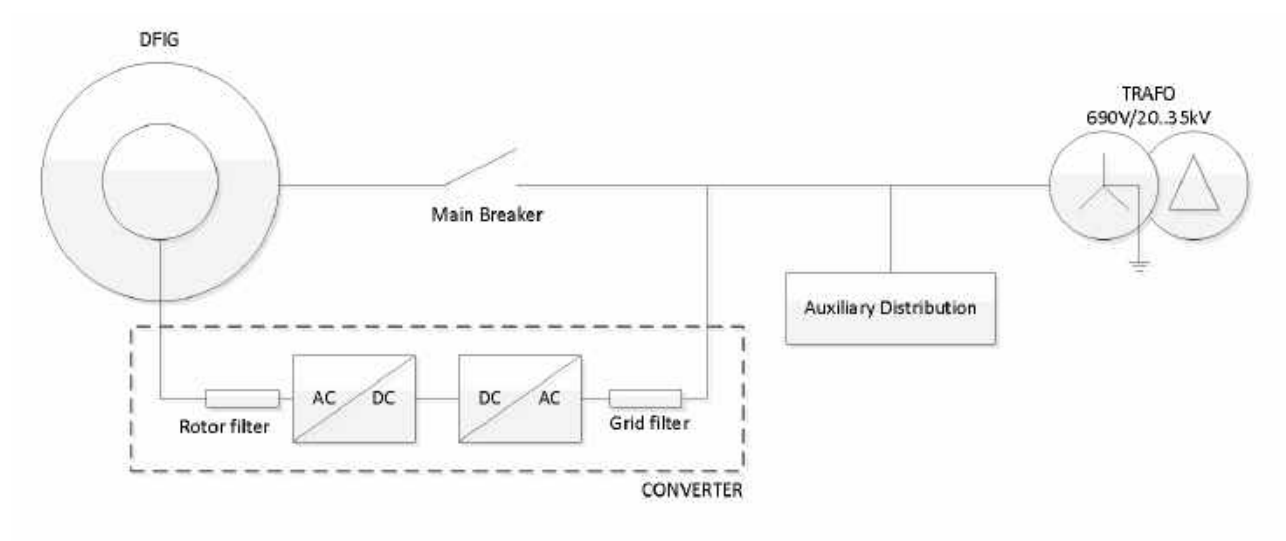 DFIG
TRAFO
690V/20..35kV
Main Breaker
Auxiliary Distribution
AC
DC
DC
AC
Rotor filter
Grid filter
CONVERTER